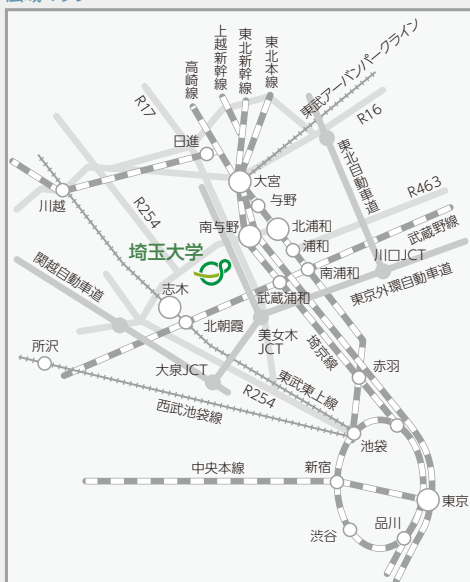 上越新幹線
東北新幹線
東北本線
高崎線
東武アーバンパークライン
R17
R16
日進
東北自動車道
大宮
R463
川越
与野
R254
北浦和
武蔵野線
南与野
浦和
埼玉大学
川口JCT
南浦和
関越自動車道
志木
武蔵浦和
東京外環自動車道
北朝霞
美女木
JCT
埼京線
所沢
赤羽
大泉JCT
東武東上線
R254
西武池袋線
池袋
中央本線
新宿
東京
品川
渋谷